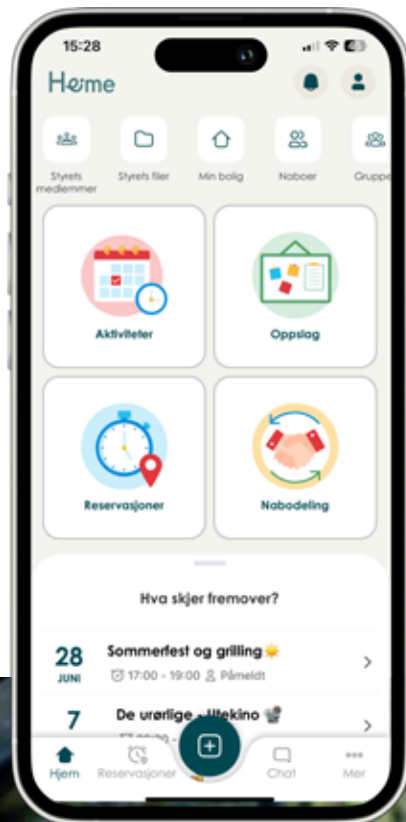 15:28
Heime
Styrets medlemmer
Styrets filer
Min bolig
Naboer
Gruppe
Aktiviteter
Oppslag
Reservasjoner
Nabodeling
Hva skjer fremover?
28 JUNI
Sommerfest og grilling☀️
17:00 - 19:00 Påmeldt
7
De urørlige - Utekino 📽️
Hjem
Reservasjoner
Chat
Mer